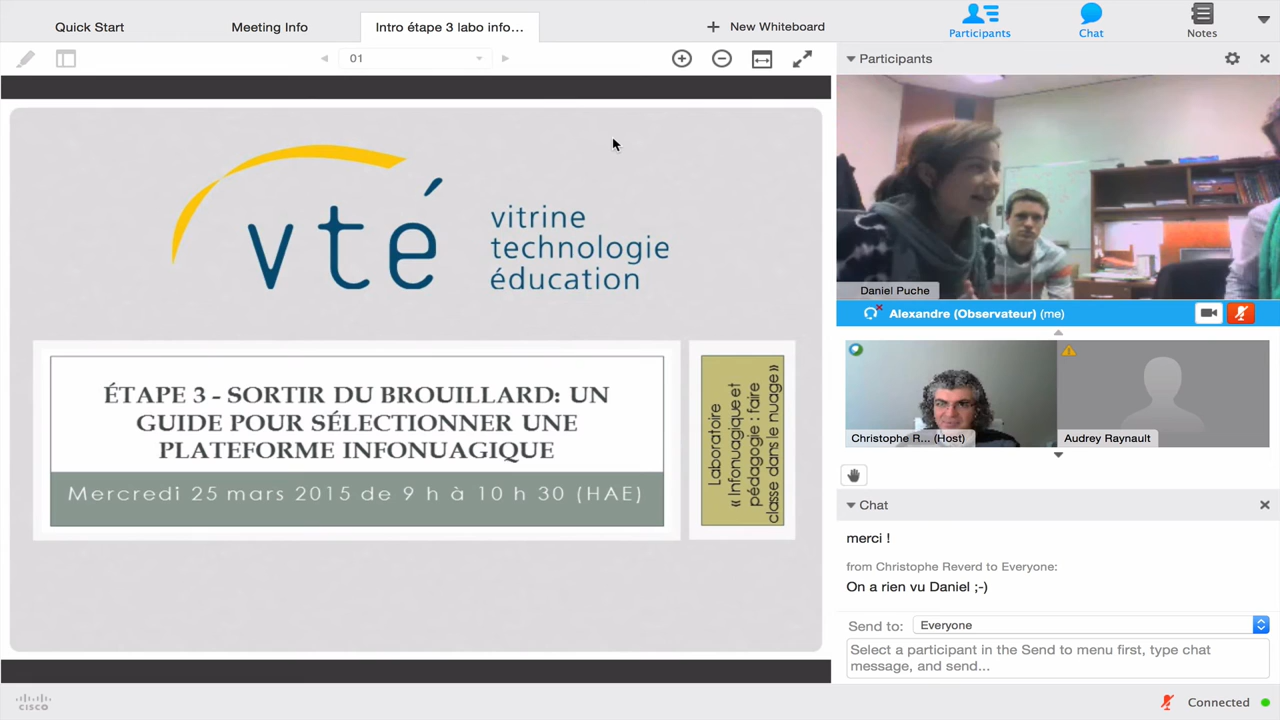 Quick Start
Meeting Info
Intro étape 3 labo info...
New Whiteboard
Participants
Chat
Notes
01
vté
vitrine
technologie
éducation
ÉTAPE 3 - SORTIR DU BROUILLARD: UN
GUIDE POUR SÉLECTIONNER UNE
PLATEFORME INFONUAGIQUE
Mercredi 25 mars 2015 de 9 h à 10 h 30 (HAE)
Laboratoire
« Infonuagique et
pédagogie : faire
classe dans le nuage »
Participants
Daniel Puche
Alexandre (Observateur) (me)
Christophe R... (Host)
Audrey Raynault
Chat
merci !
from Christophe Reverd to Everyone:
On a rien vu Daniel ;-)
Send to: Everyone
Select a participant in the Send to menu first, type chat
message, and send...
CISCO
Connected